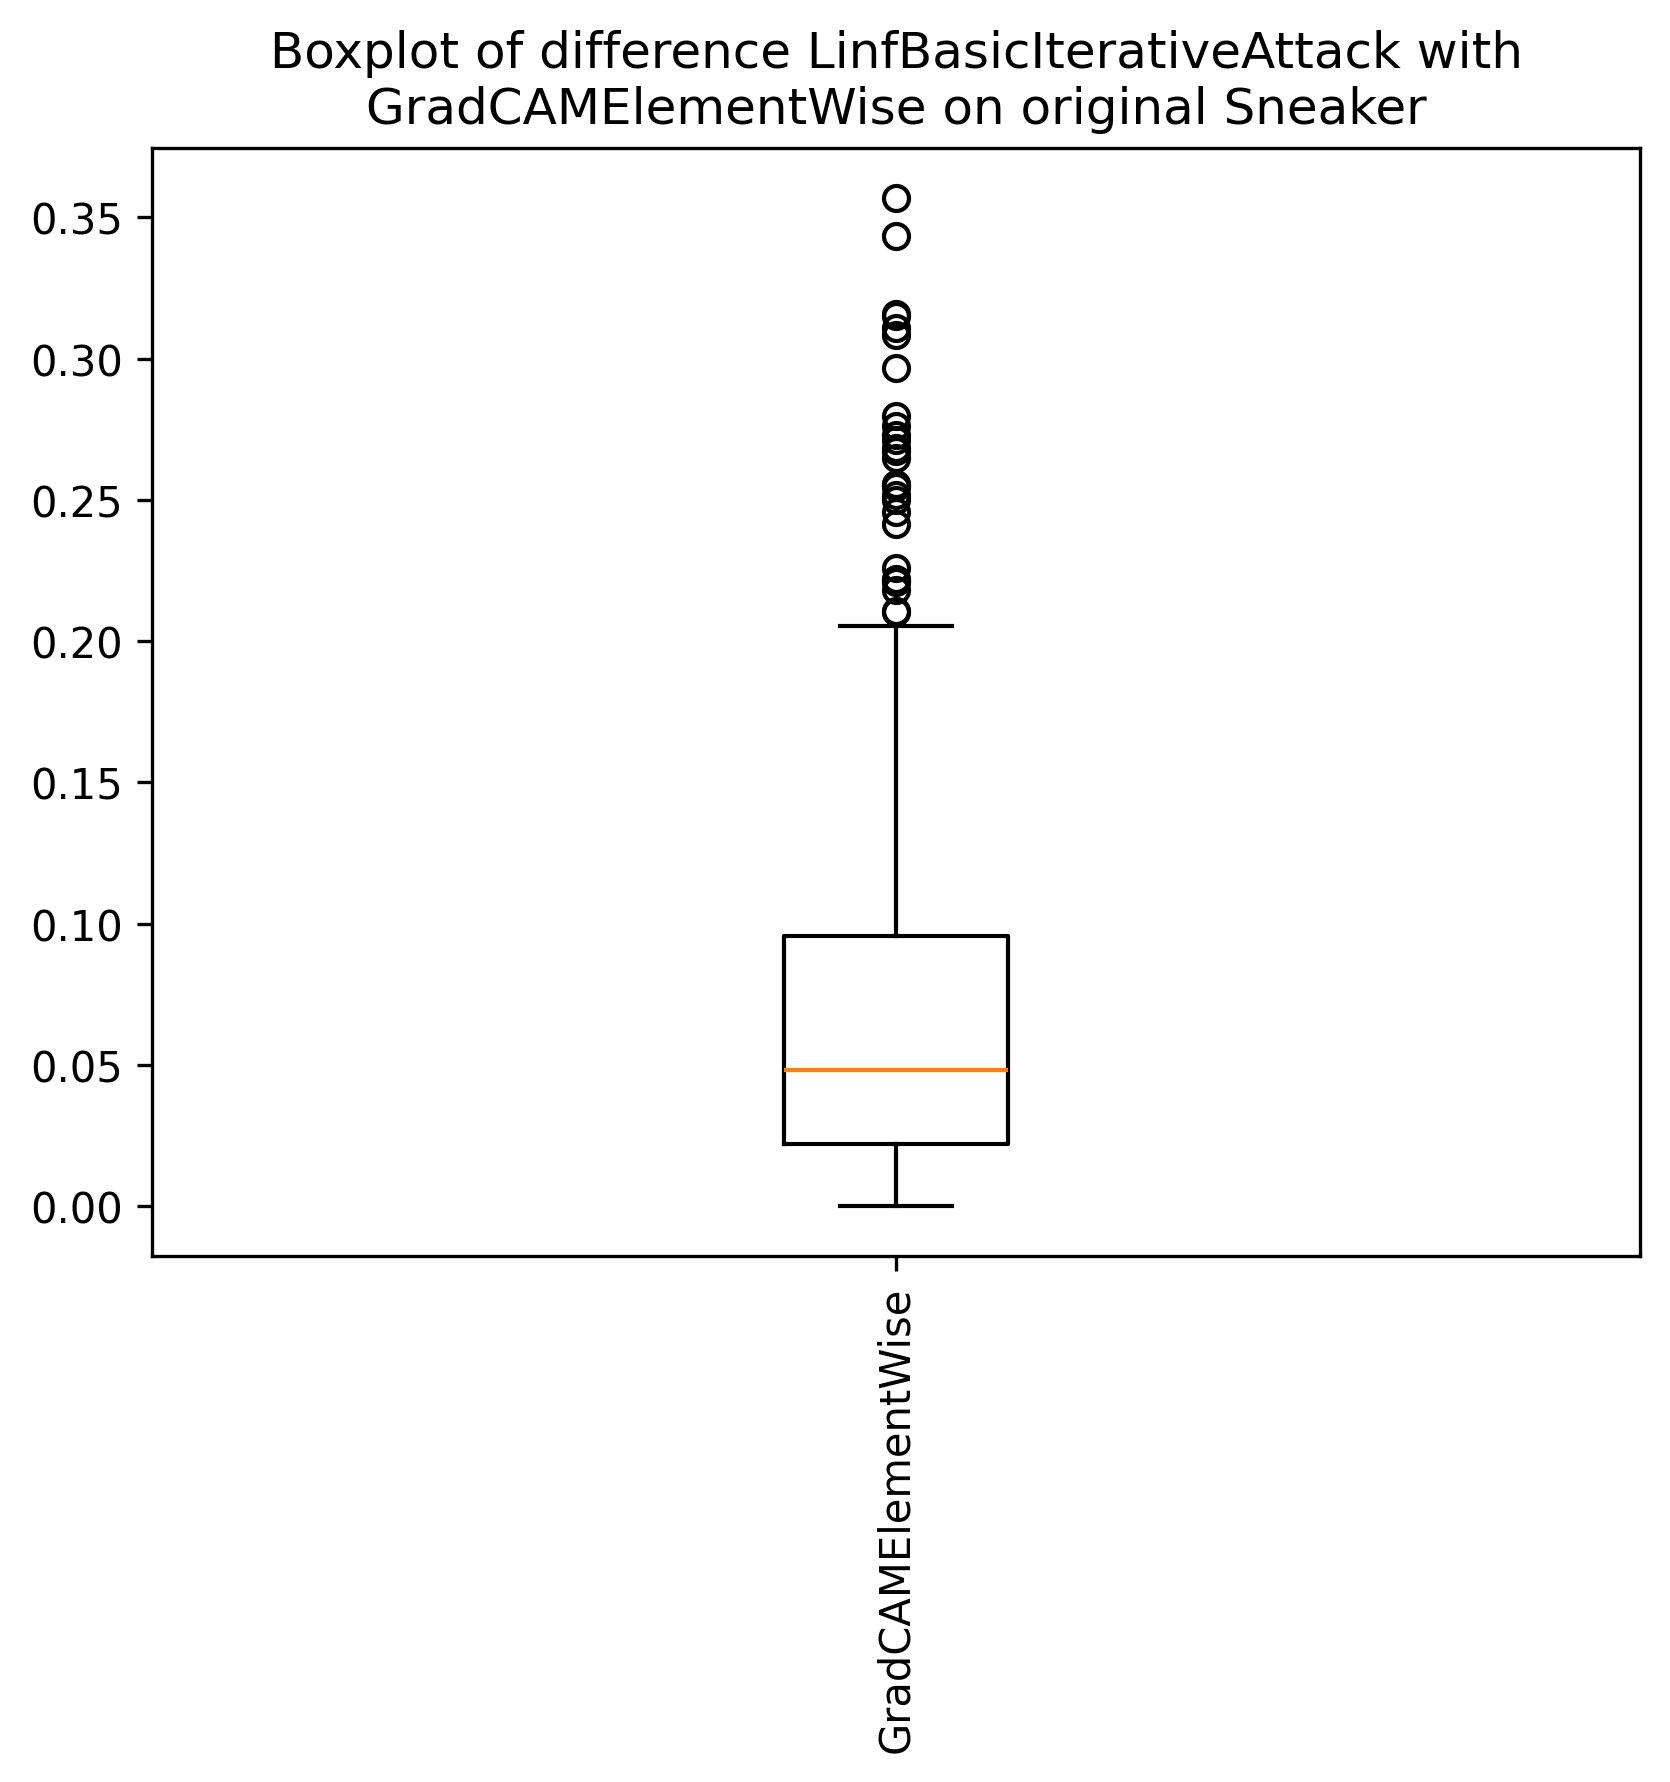 Boxplot of difference LinfBasicIterativeAttack with
GradCAMElementWise on original Sneaker
0.35
0.30
0.25
0.20
0.15
0.10
0.05
0.00
GradCAMElementWise